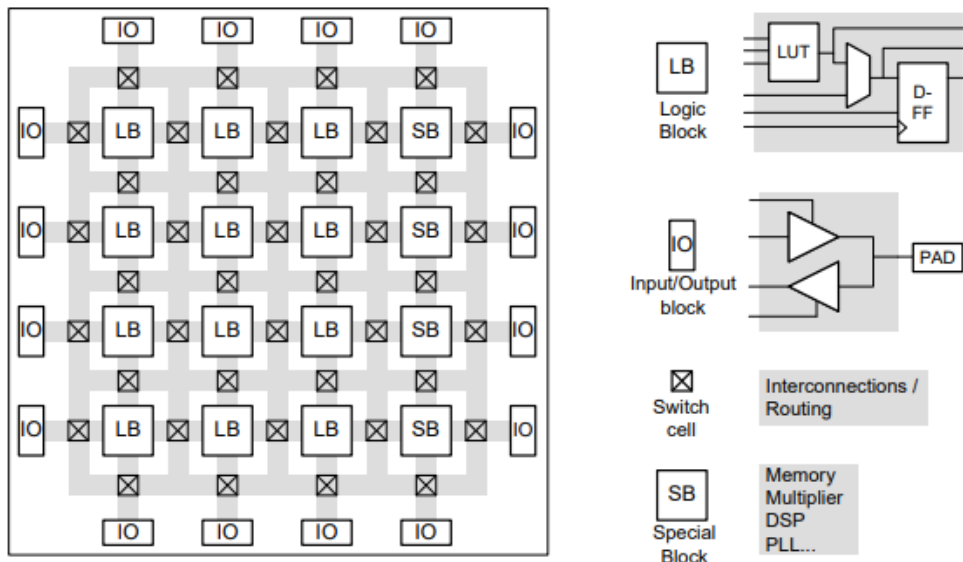 IO IO IO IO
IO LB LB LB SB IO
IO LB LB LB SB IO
IO LB LB LB SB IO
IO LB LB LB SB IO
IO IO IO IO
LB
Logic
Block
LUT
D-
FF
IO
Input/Output
block
PAD
Switch
cell
Interconnections /
Routing
SB
Special
Block
Memory
Multiplier
DSP
PLL...